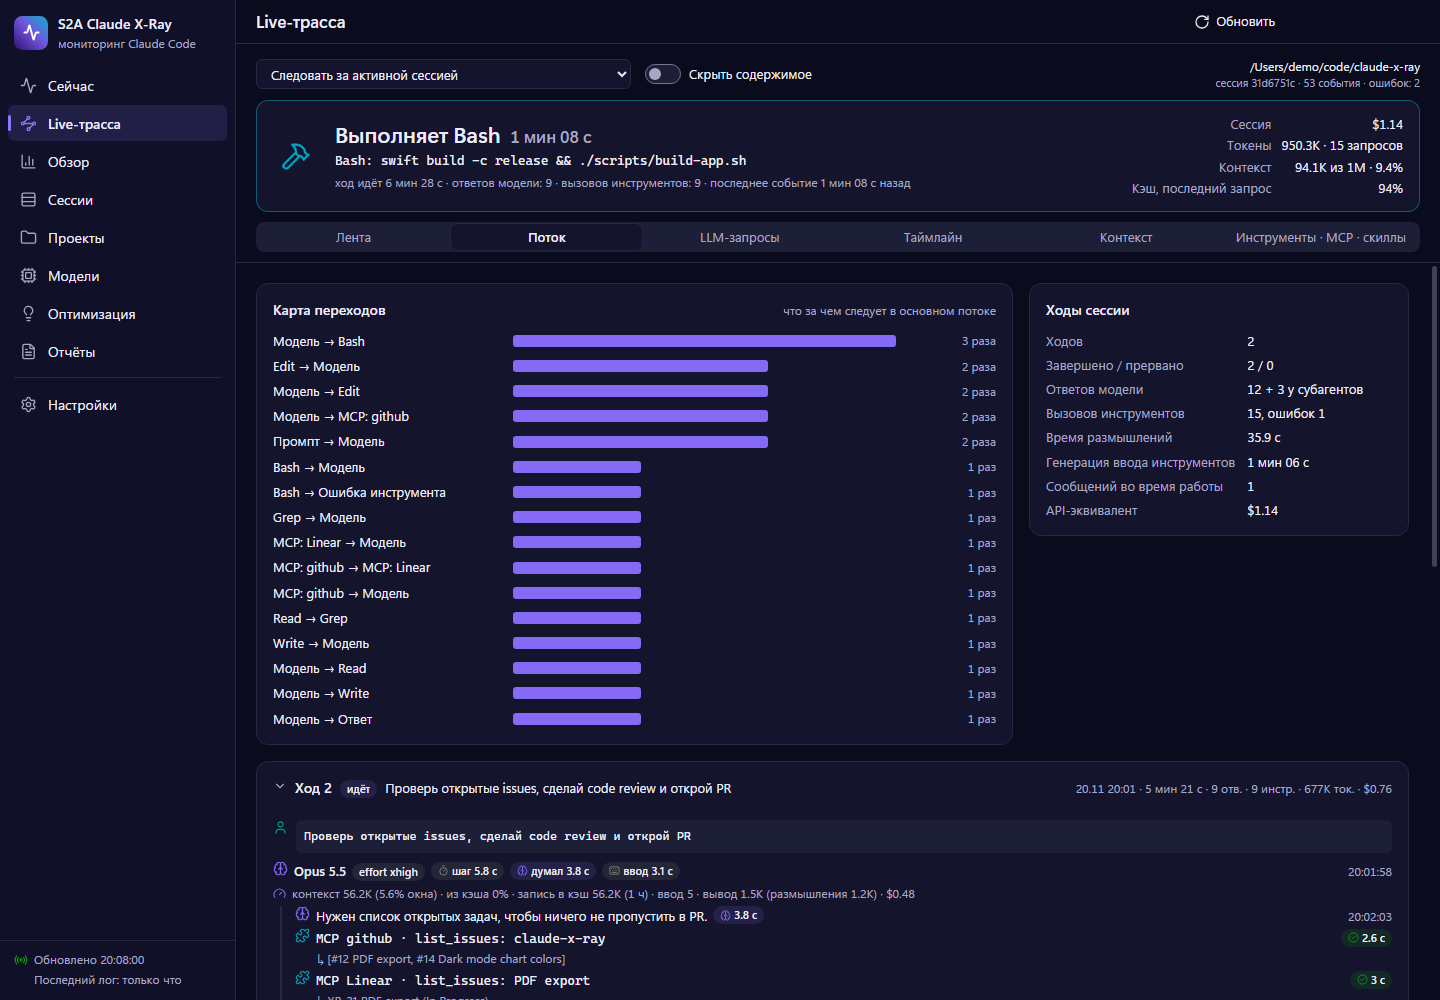 S2A Claude X-Ray
мониторинг Claude Code
Сейчас
Live-трасса
Обзор
Сессии
Проекты
Модели
Оптимизация
Отчёты
Настройки
Обновлено 20:08:00
Последний лог: только что
Live-трасса
Обновить
Следовать за активной сессией
Скрыть содержимое
/Users/demo/code/claude-x-ray
сессия 31d6751c · 53 события · ошибок: 2
Выполняет Bash 1 мин 08 с
Bash: swift build -c release && ./scripts/build-app.sh
ход идёт 6 мин 28 с · ответов модели: 9 · вызовов инструментов: 9 · последнее событие 1 мин 08 с назад
Сессия $1.14
Токены 950.3K · 15 запросов
Контекст 94.1K из 1M · 9.4%
Кэш, последний запрос 94%
Лента
Поток
LLM-запросы
Таймлайн
Контекст
Инструменты · MCP · скиллы
Карта переходов
что за чем следует в основном потоке
Модель → Bash 3 раза
Edit → Модель 2 раза
Модель → Edit 2 раза
Модель → MCP: github 2 раза
Промпт → Модель 2 раза
Bash → Модель 1 раз
Bash → Ошибка инструмента 1 раз
Grep → Модель 1 раз
MCP: Linear → Модель 1 раз
MCP: github → MCP: Linear 1 раз
MCP: github → Модель 1 раз
Read → Grep 1 раз
Write → Модель 1 раз
Модель → Read 1 раз
Модель → Write 1 раз
Модель → Ответ 1 раз
Ходы сессии
Ходов 2
Завершено / прервано 2 / 0
Ответов модели 12 + 3 у субагентов
Вызовов инструментов 15, ошибок 1
Время размышлений 35.9 с
Генерация ввода инструментов 1 мин 06 с
Сообщений во время работы 1
API-эквивалент $1.14
Ход 2 идёт Проверь открытые issues, сделай code review и открой PR
20.11 20:01 · 5 мин 21 с · 9 отв. · 9 инстр. · 677K ток. · $0.76
Проверь открытые issues, сделай code review и открой PR
Opus 5.5 effort xhigh шаг 5.8 с думал 3.8 с ввод 3.1 с 20:01:58
контекст 56.2K (5.6% окна) · из кэша 0% · запись в кэш 56.2K (1 ч) · ввод 5 · вывод 1.5K (размышления 1.2K) · $0.48
Нужен список открытых задач, чтобы ничего не пропустить в PR. 3.8 с 20:02:03
MCP github · list_issues: claude-x-ray 2.6 с
↳ [#12 PDF export, #14 Dark mode chart colors]
MCP Linear · list_issues: PDF export 3 с